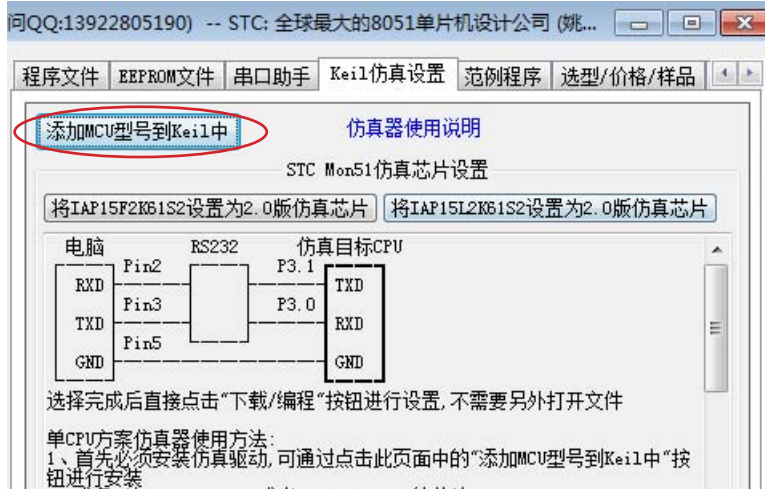 问QQ:13922805190) -- STC: 全球最大的8051单片机设计公司 (姚...
程序文件 EEPROM文件 串口助手 Keil仿真设置 范例程序 选型/价格/样品
添加MCU型号到Keil中 仿真器使用说明
STC Mon51仿真芯片设置
将IAP15F2K61S2设置为2.0版仿真芯片 将IAP15L2K61S2设置为2.0版仿真芯片
电脑 RS232 仿真目标CPU
Pin2 P3.1
RXD TXD
Pin3 P3.0
TXD RXD
Pin5
GND GND
选择完成后直接点击"下载/编程"按钮进行设置,不需要另外打开文件
单CPU方案仿真器使用方法:
1、首先必须安装仿真驱动,可通过点击此页面中的"添加MCU型号到Keil中"按
钮进行安装